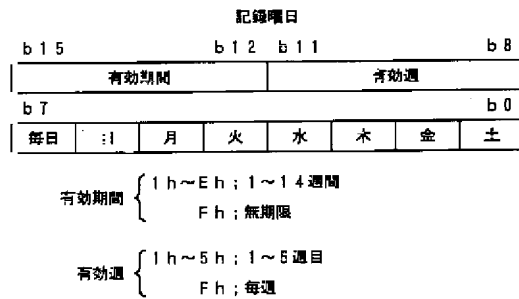 記録曜日
b15 b12 b11 b8
有効期間 有効週
b7 b0
毎日 日 月 火 水 木 金 土
有効期間 { 1h~Eh;1~14週間
Fh;無期限
有効週 { 1h~5h;1~5週目
Fh;毎週